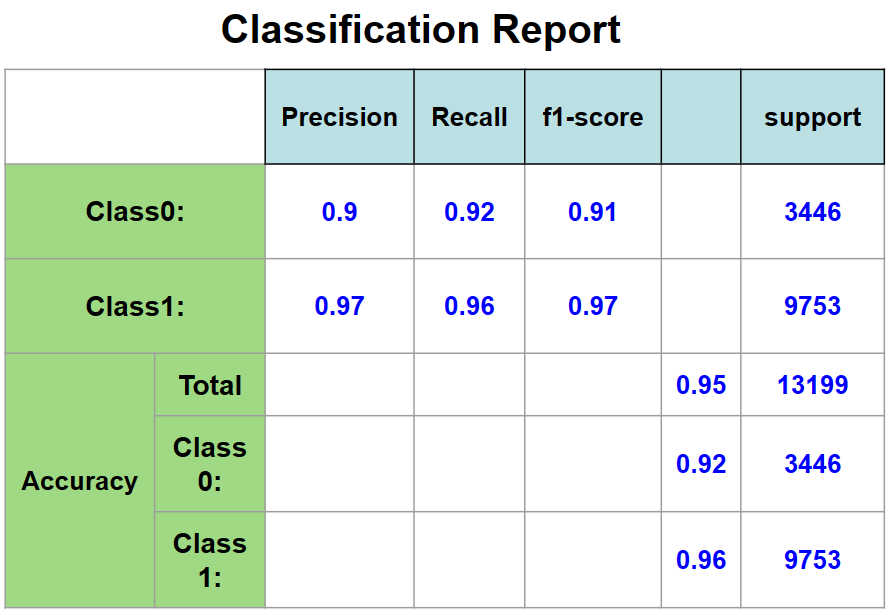 Classification Report
Precision Recall f1-score support
Class0: 0.9 0.92 0.91 3446
Class1: 0.97 0.96 0.97 9753
Accuracy
Total 0.95 13199
Class
0: 0.92 3446
Class
1: 0.96 9753